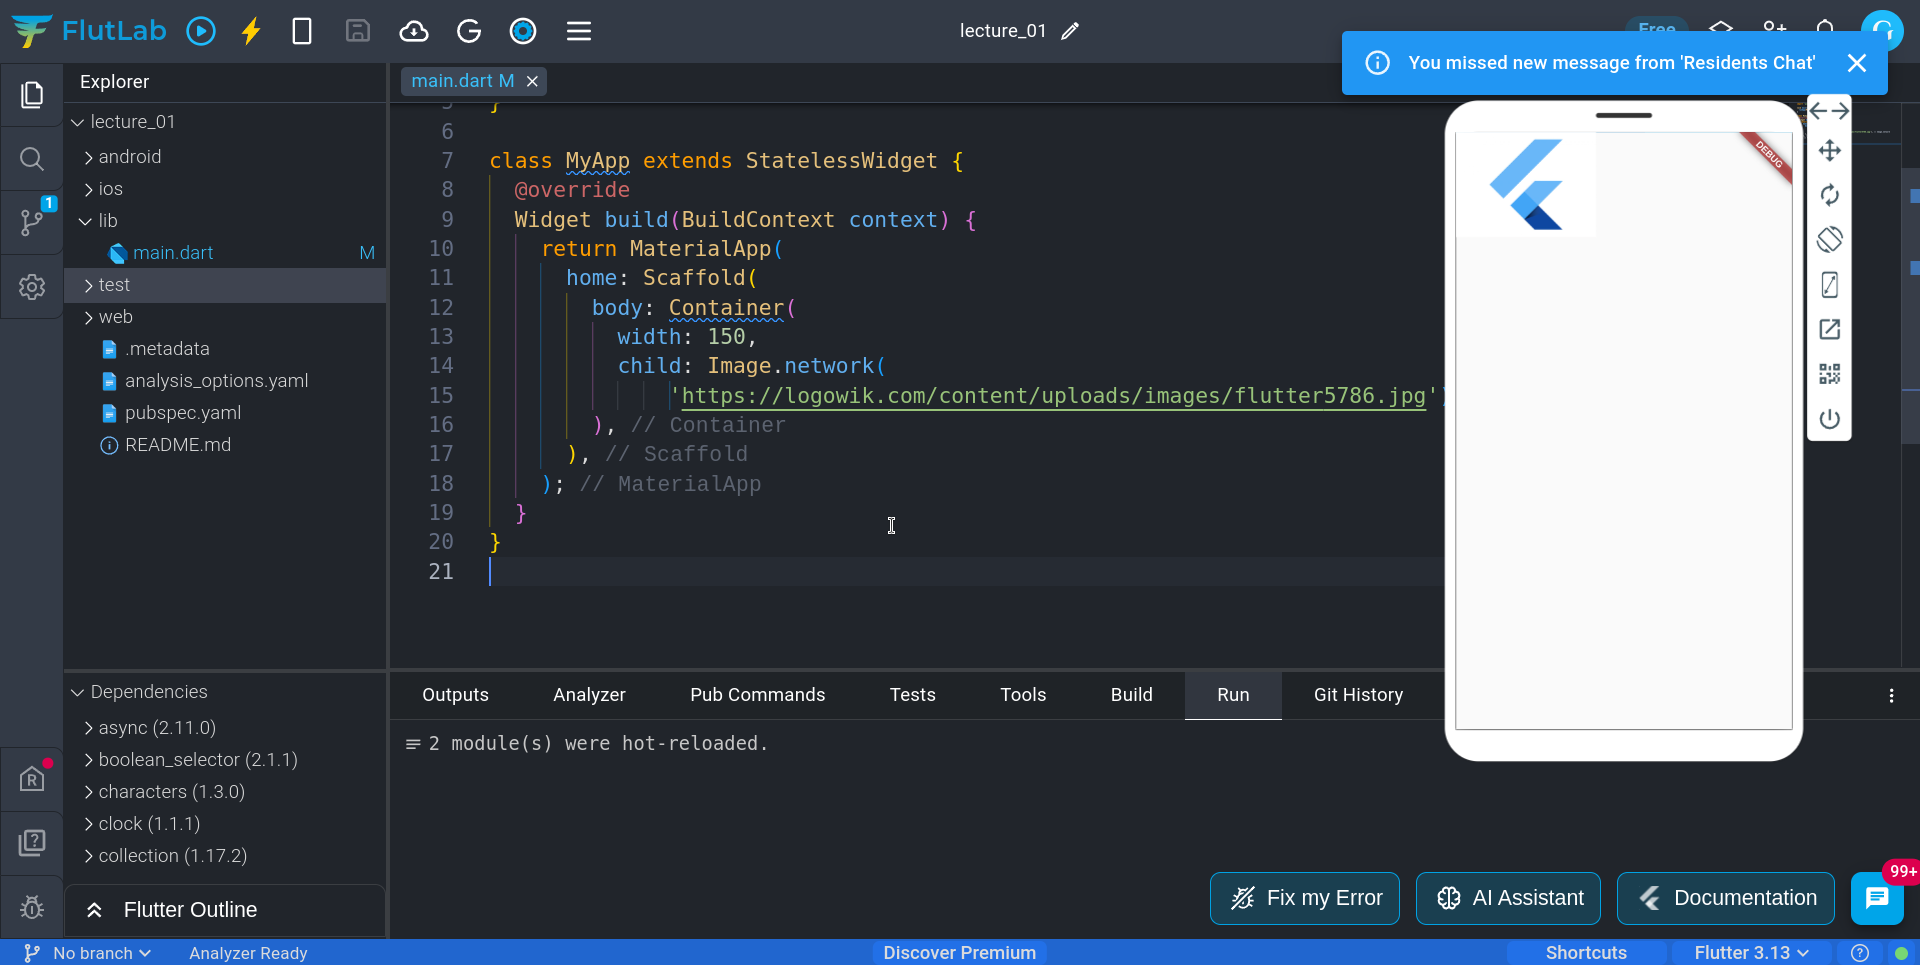 FlutLab
lecture_01
Free
G
You missed new message from 'Residents Chat'
Explorer
main.dart M
lecture_01
android
ios
lib
main.dart M
test
web
.metadata
analysis_options.yaml
pubspec.yaml
README.md
1
5 }
6
7 class MyApp extends StatelessWidget {
8 @override
9 Widget build(BuildContext context) {
10 return MaterialApp(
11 home: Scaffold(
12 body: Container(
13 width: 150,
14 child: Image.network(
15 'https://logowik.com/content/uploads/images/flutter5786.jpg')
16 ), // Container
17 ), // Scaffold
18 ); // MaterialApp
19 }
20 }
21
DEBUG
Dependencies
async (2.11.0)
boolean_selector (2.1.1)
characters (1.3.0)
clock (1.1.1)
collection (1.17.2)
R
Flutter Outline
Outputs Analyzer Pub Commands Tests Tools Build Run Git History
2 module(s) were hot-reloaded.
Fix my Error AI Assistant Documentation 99+
No branch Analyzer Ready Discover Premium Shortcuts Flutter 3.13